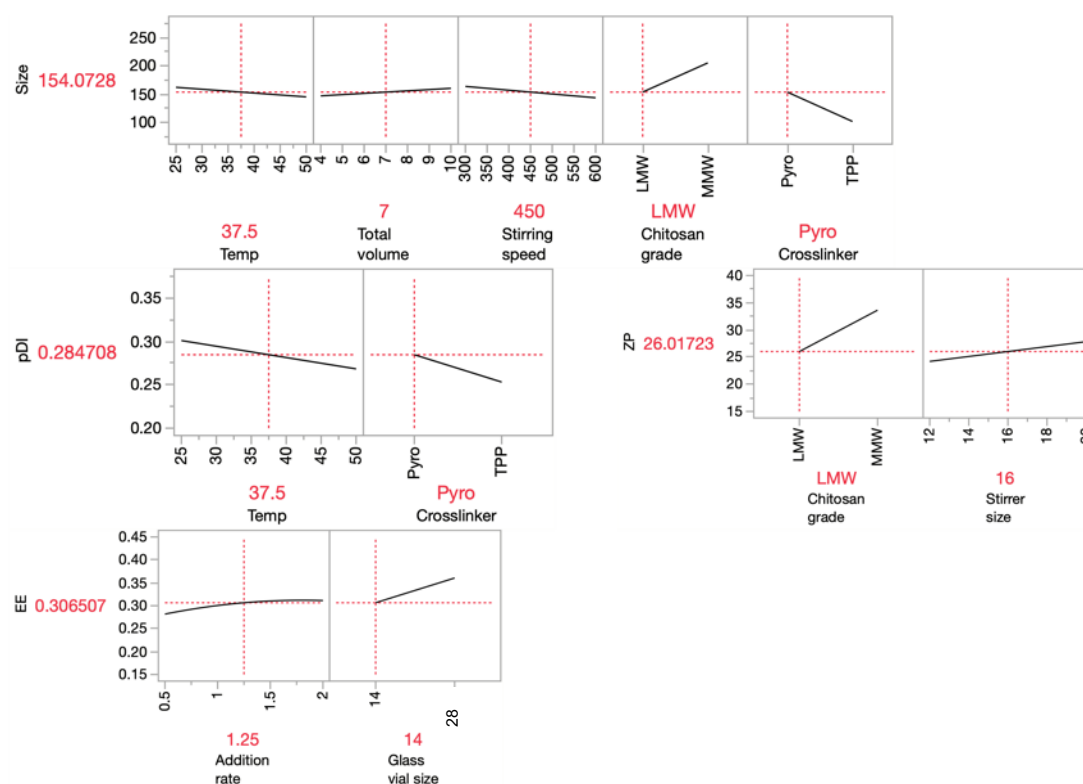 250
200
150
100
Size 154.0728
25 30 35 40 45 50 4 5 6 7 8 9 10 300 350 400 450 500 550 600 LMW MMW Pyro TPP
37.5
Temp
7
Total
volume
450
Stirring
speed
LMW
Chitosan
grade
Pyro
Crosslinker
0.35
0.30
0.25
0.20
pDI 0.284708
25 30 35 40 45 50 Pyro TPP
37.5
Temp
Pyro
Crosslinker
40
35
30
25
20
15
ZP 26.01723
LMW MMW 12 14 16 18 20
LMW
Chitosan
grade
16
Stirrer
size
0.45
0.40
0.35
0.30
0.25
0.20
0.15
EE 0.306507
0.5 1 1.5 2 14 28
1.25
Addition
rate
14
Glass
vial size